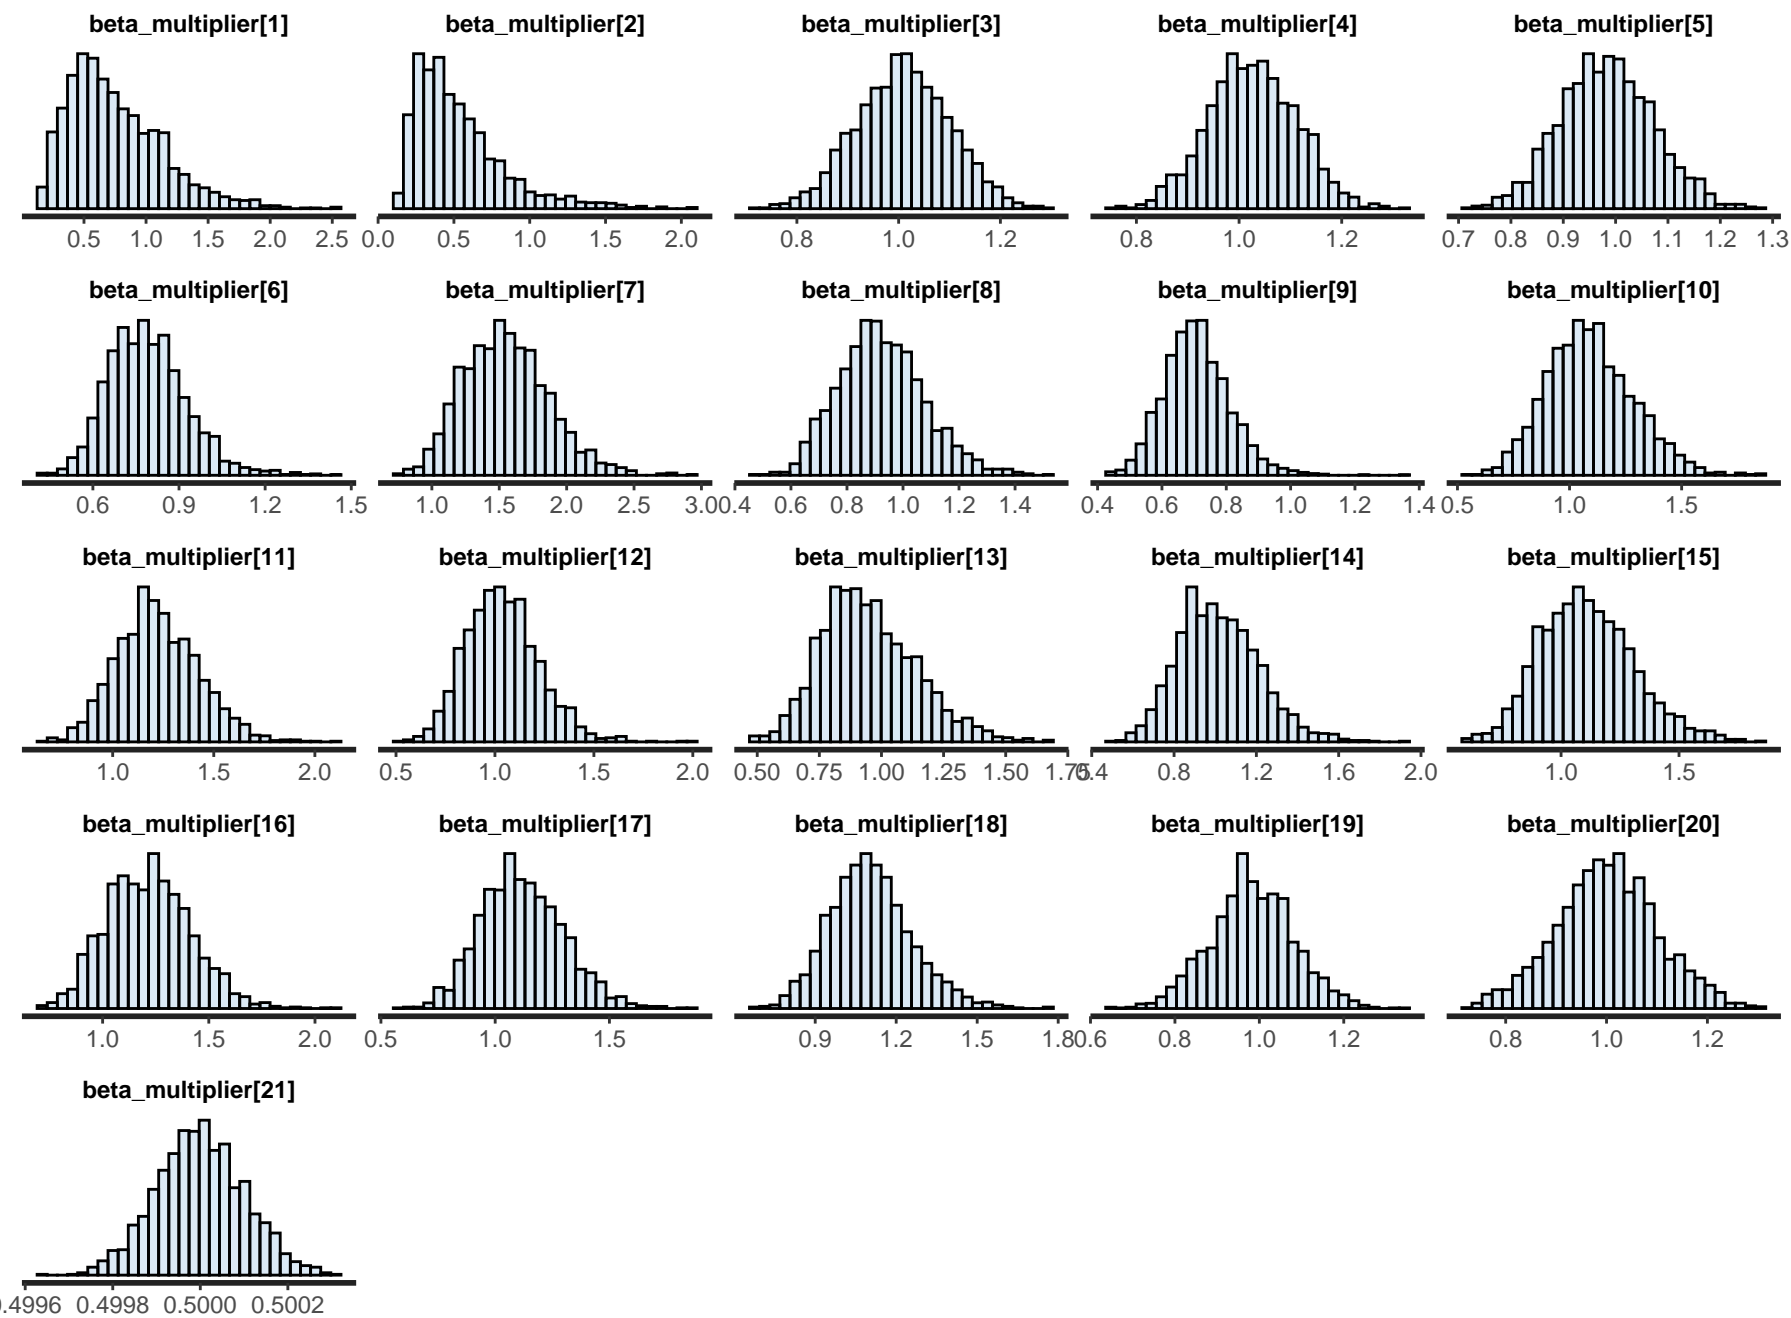 beta_multiplier[1] beta_multiplier[2] beta_multiplier[3] beta_multiplier[4] beta_multiplier[5]
0.5 1.0 1.5 2.0 2.5 0.0 0.5 1.0 1.5 2.0 0.8 1.0 1.2 0.8 1.0 1.2 0.7 0.8 0.9 1.0 1.1 1.2 1.3
beta_multiplier[6] beta_multiplier[7] beta_multiplier[8] beta_multiplier[9] beta_multiplier[10]
0.6 0.9 1.2 1.5 1.0 1.5 2.0 2.5 3.0 0.4 0.6 0.8 1.0 1.2 1.4 0.4 0.6 0.8 1.0 1.2 1.4 0.5 1.0 1.5
beta_multiplier[11] beta_multiplier[12] beta_multiplier[13] beta_multiplier[14] beta_multiplier[15]
1.0 1.5 2.0 0.5 1.0 1.5 2.0 0.50 0.75 1.00 1.25 1.50 1.75 0.4 0.8 1.2 1.6 2.0 1.0 1.5
beta_multiplier[16] beta_multiplier[17] beta_multiplier[18] beta_multiplier[19] beta_multiplier[20]
1.0 1.5 2.0 0.5 1.0 1.5 0.9 1.2 1.5 1.8 0.6 0.8 1.0 1.2 0.8 1.0 1.2
beta_multiplier[21]
0.4996 0.4998 0.5000 0.5002